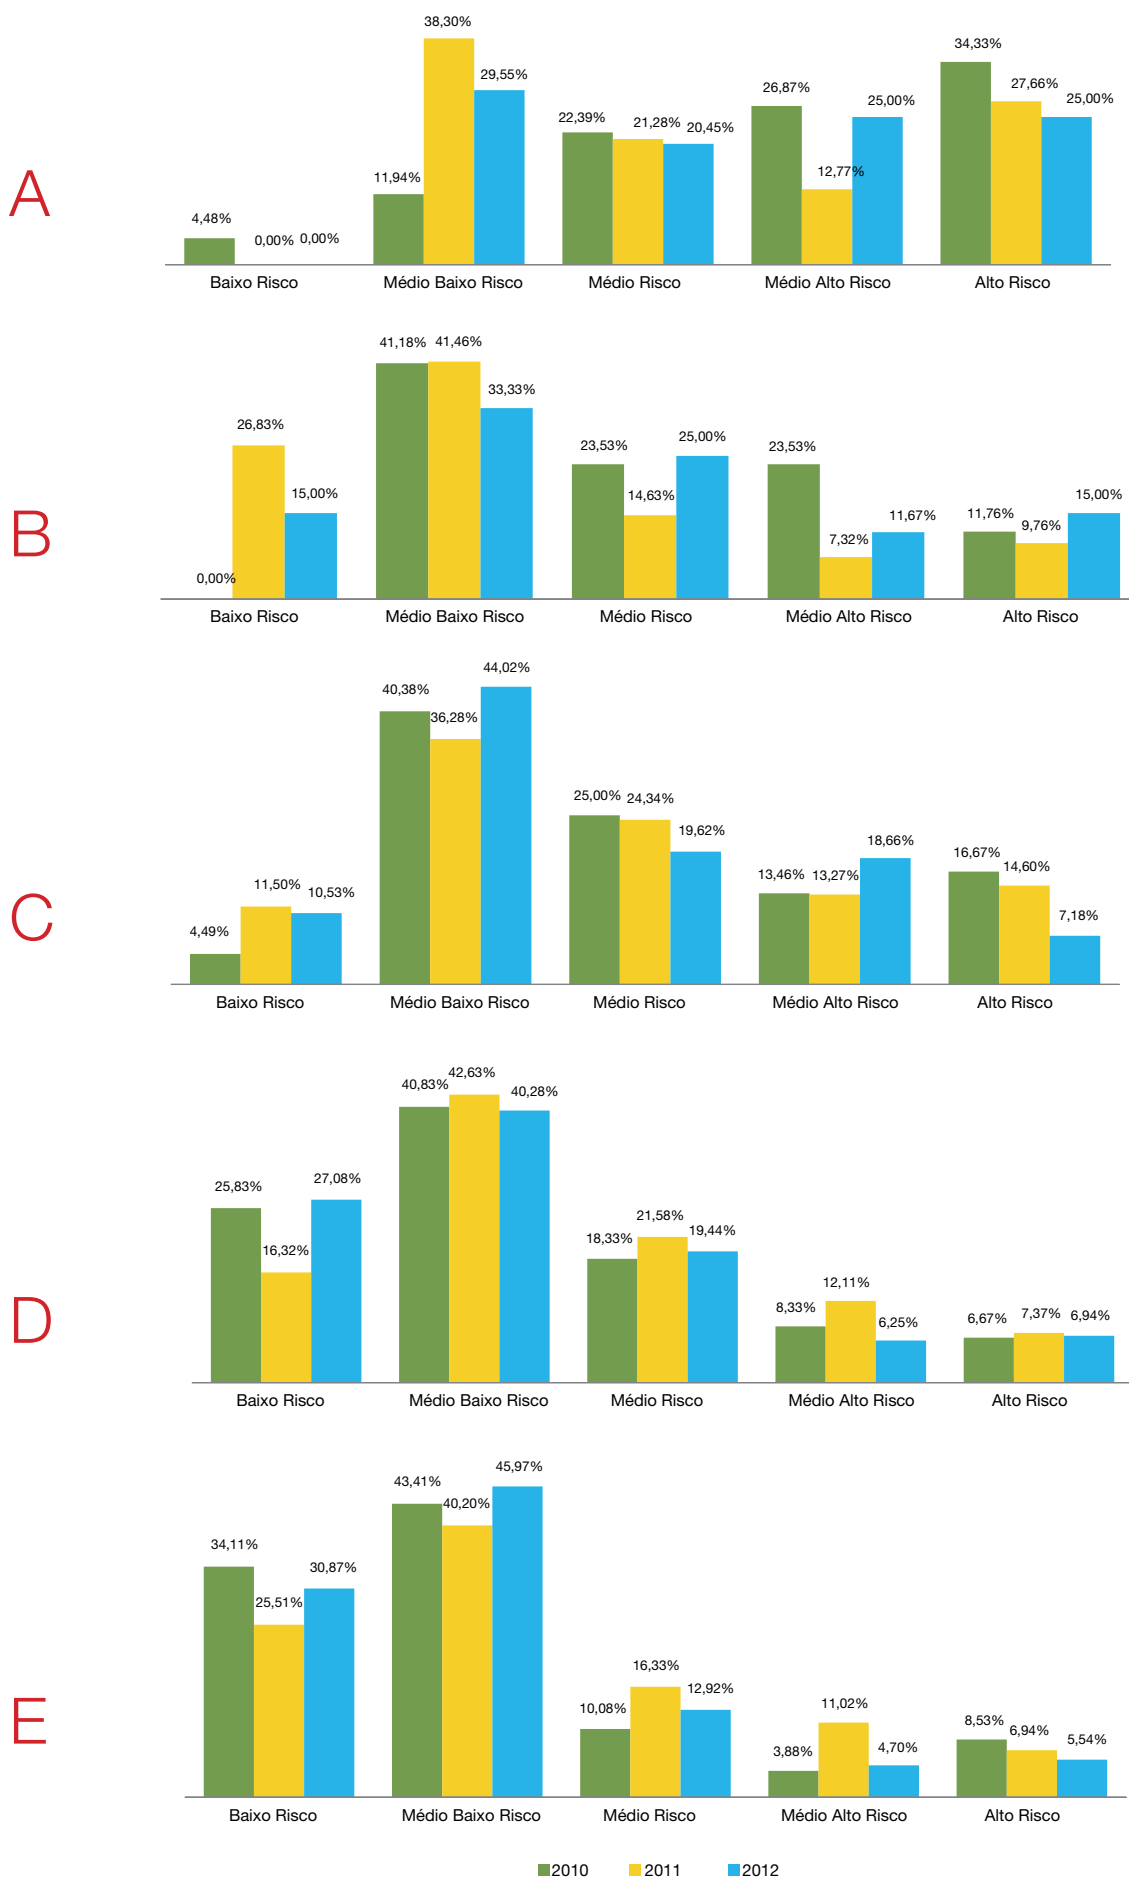 A
38,30%
29,55%
34,33%
26,87%
27,66%
25,00%
25,00%
22,39%
21,28%
20,45%
11,94%
12,77%
4,48%
0,00%
0,00%
Baixo Risco
Médio Baixo Risco
Médio Risco
Médio Alto Risco
Alto Risco
B
41,18%
41,46%
33,33%
26,83%
23,53%
25,00%
23,53%
15,00%
14,63%
11,67%
11,76%
15,00%
7,32%
9,76%
0,00%
Baixo Risco
Médio Baixo Risco
Médio Risco
Médio Alto Risco
Alto Risco
C
44,02%
40,38%
36,28%
25,00%
24,34%
19,62%
18,66%
16,67%
14,60%
13,46%
13,27%
11,50%
10,53%
7,18%
4,49%
Baixo Risco
Médio Baixo Risco
Médio Risco
Médio Alto Risco
Alto Risco
D
40,83%
42,63%
40,28%
25,83%
27,08%
16,32%
18,33%
21,58%
19,44%
12,11%
8,33%
6,25%
6,67%
7,37%
6,94%
Baixo Risco
Médio Baixo Risco
Médio Risco
Médio Alto Risco
Alto Risco
E
43,41%
40,20%
45,97%
34,11%
25,51%
30,87%
10,08%
16,33%
12,92%
3,88%
11,02%
4,70%
8,53%
6,94%
5,54%
Baixo Risco
Médio Baixo Risco
Médio Risco
Médio Alto Risco
Alto Risco
2010
2011
2012